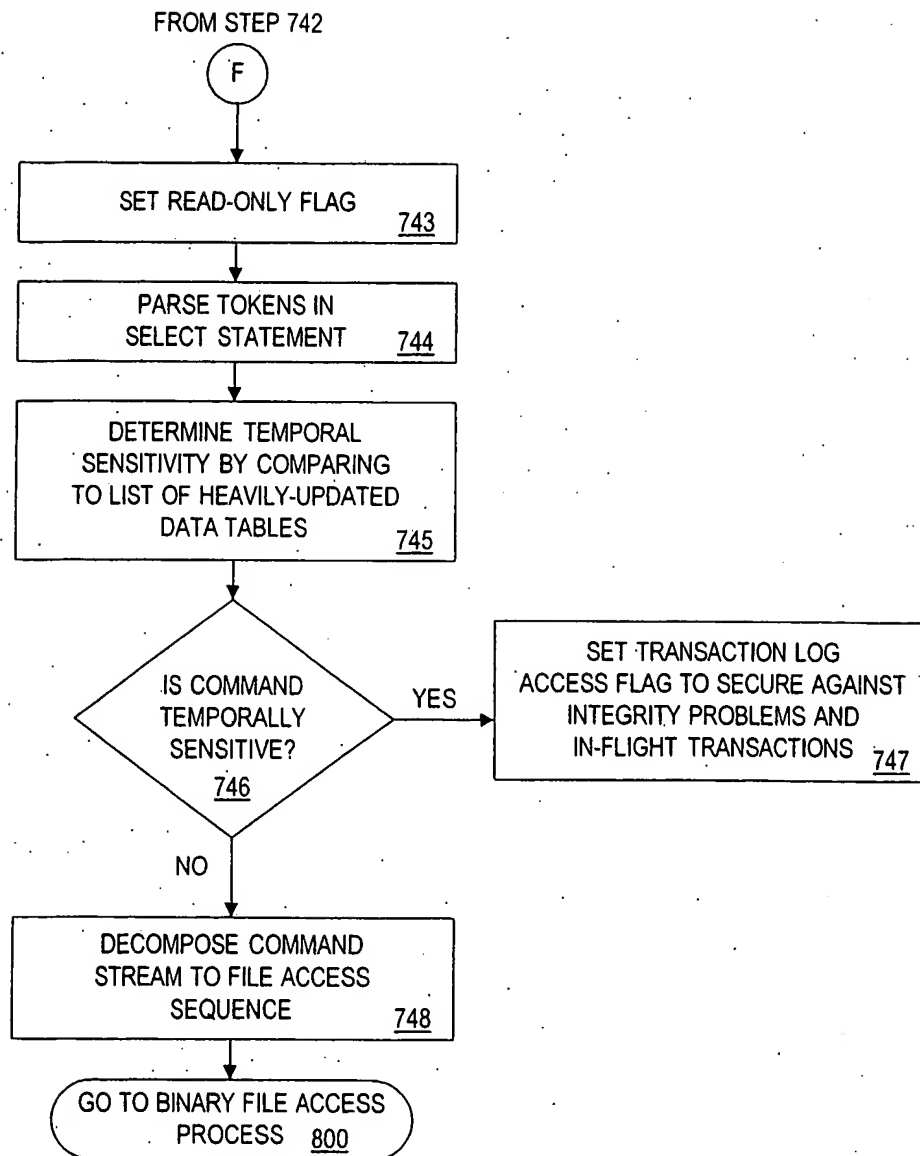 FROM STEP 742
F
SET READ-ONLY FLAG
743
PARSE TOKENS IN
SELECT STATEMENT
744
DETERMINE TEMPORAL
SENSITIVITY BY COMPARING
TO LIST OF HEAVILY-UPDATED
DATA TABLES
745
IS COMMAND
TEMPORALLY
SENSITIVE?
746
YES
SET TRANSACTION LOG
ACCESS FLAG TO SECURE AGAINST
INTEGRITY PROBLEMS AND
IN-FLIGHT TRANSACTIONS
747
NO
DECOMPOSE COMMAND
STREAM TO FILE ACCESS
SEQUENCE
748
GO TO BINARY FILE ACCESS
PROCESS 800